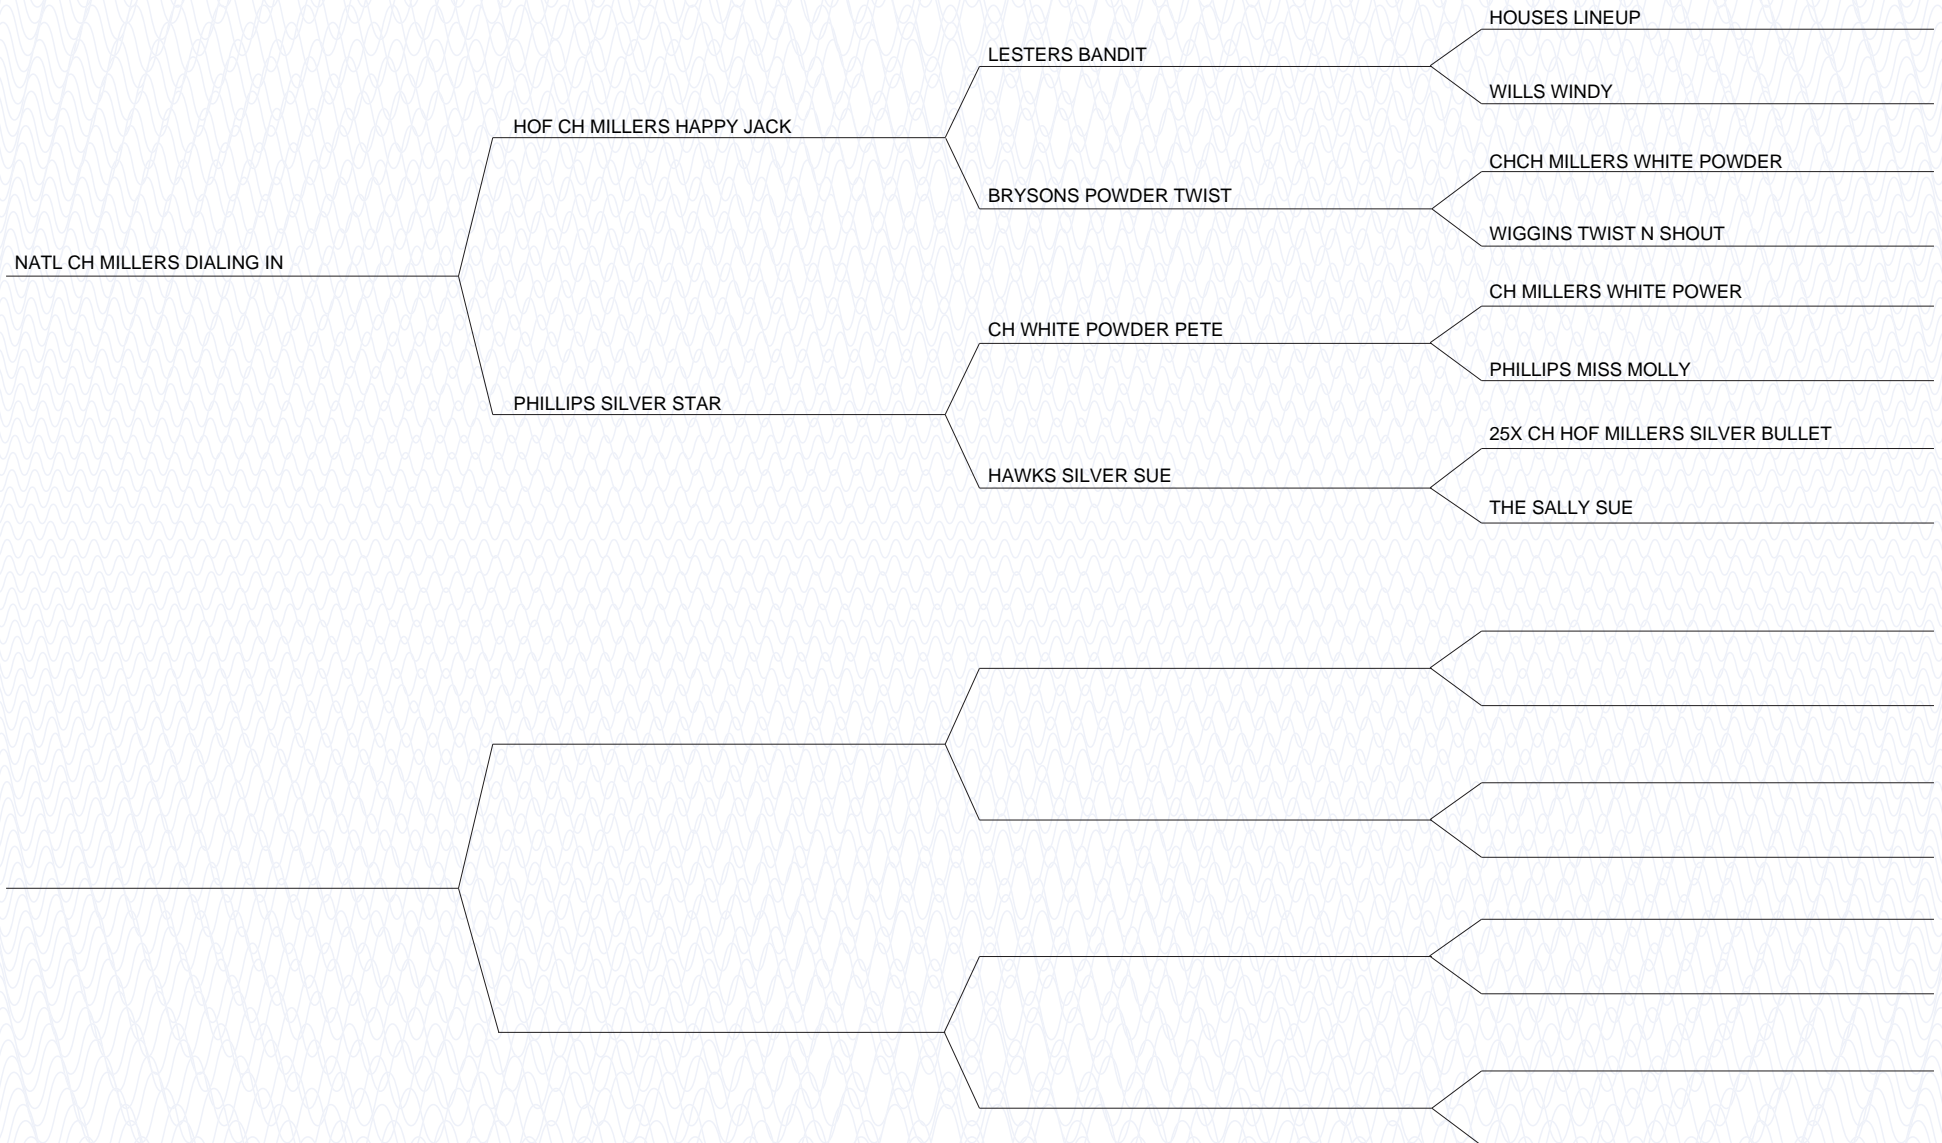 HOUSES LINEUP
LESTERS BANDIT
WILLS WINDY
HOF CH MILLERS HAPPY JACK
CHCH MILLERS WHITE POWDER
BRYSONS POWDER TWIST
WIGGINS TWIST N SHOUT
NATL CH MILLERS DIALING IN
CH MILLERS WHITE POWER
CH WHITE POWDER PETE
PHILLIPS MISS MOLLY
PHILLIPS SILVER STAR
25X CH HOF MILLERS SILVER BULLET
HAWKS SILVER SUE
THE SALLY SUE